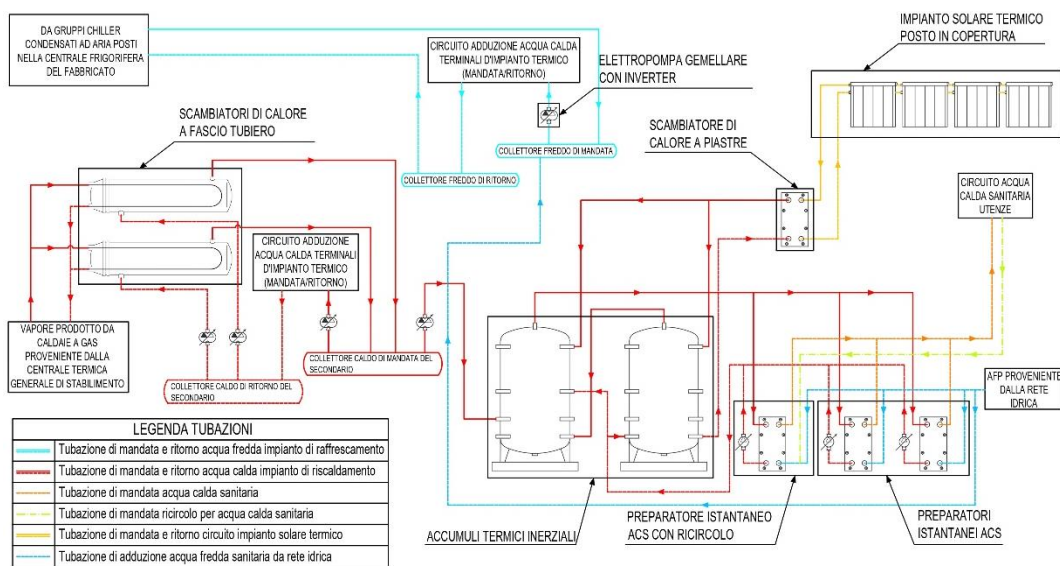 DA GRUPPI CHILLER
CONDENSATI AD ARIA POSTI
NELLA CENTRALE FRIGORIFERA
DEL FABBRICATO
CIRCUITO ADDUZIONE ACQUA CALDA
TERMINALI D'IMPIANTO TERMICO
(MANDATA/RITORNO)
ELETTROPOMPA GEMELLARE
CON INVERTER
IMPIANTO SOLARE TERMICO
POSTO IN COPERTURA
SCAMBIATORI DI CALORE
A FASCIO TUBIERO
SCAMBIATORE DI
CALORE A PIASTRE
COLLETTORE FREDDO DI MANDATA
COLLETTORE FREDDO DI RITORNO
CIRCUITO ACQUA
CALDA SANITARIA
UTENZE
CIRCUITO ADDUZIONE
ACQUA CALDA TERMINALI
D'IMPIANTO TERMICO
(MANDATA/RITORNO)
VAPORE PRODOTTO DA
CALDAIE A GAS
PROVENIENTE DALLA
CENTRALE TERMICA
GENERALE DI STABILIMENTO
COLLETTORE CALDO DI MANDATA DEL
SECONDARIO
COLLETTORE CALDO DI RITORNO DEL
SECONDARIO
AFP PROVENIENTE
DALLA RETE
IDRICA
LEGENDA TUBAZIONI
Tubazione di mandata e ritorno acqua fredda impianto di raffrescamento
Tubazione di mandata e ritorno acqua calda impianto di riscaldamento
Tubazione di mandata acqua calda sanitaria
Tubazione di mandata ricircolo per acqua calda sanitaria
Tubazione di mandata e ritorno circuito impianto solare termico
Tubazione di adduzione acqua fredda sanitaria da rete idrica
ACCUMULI TERMICI INERZIALI
PREPARATORE ISTANTANEO
ACS CON RICIRCOLO
PREPARATORI
ISTANTANEI ACS